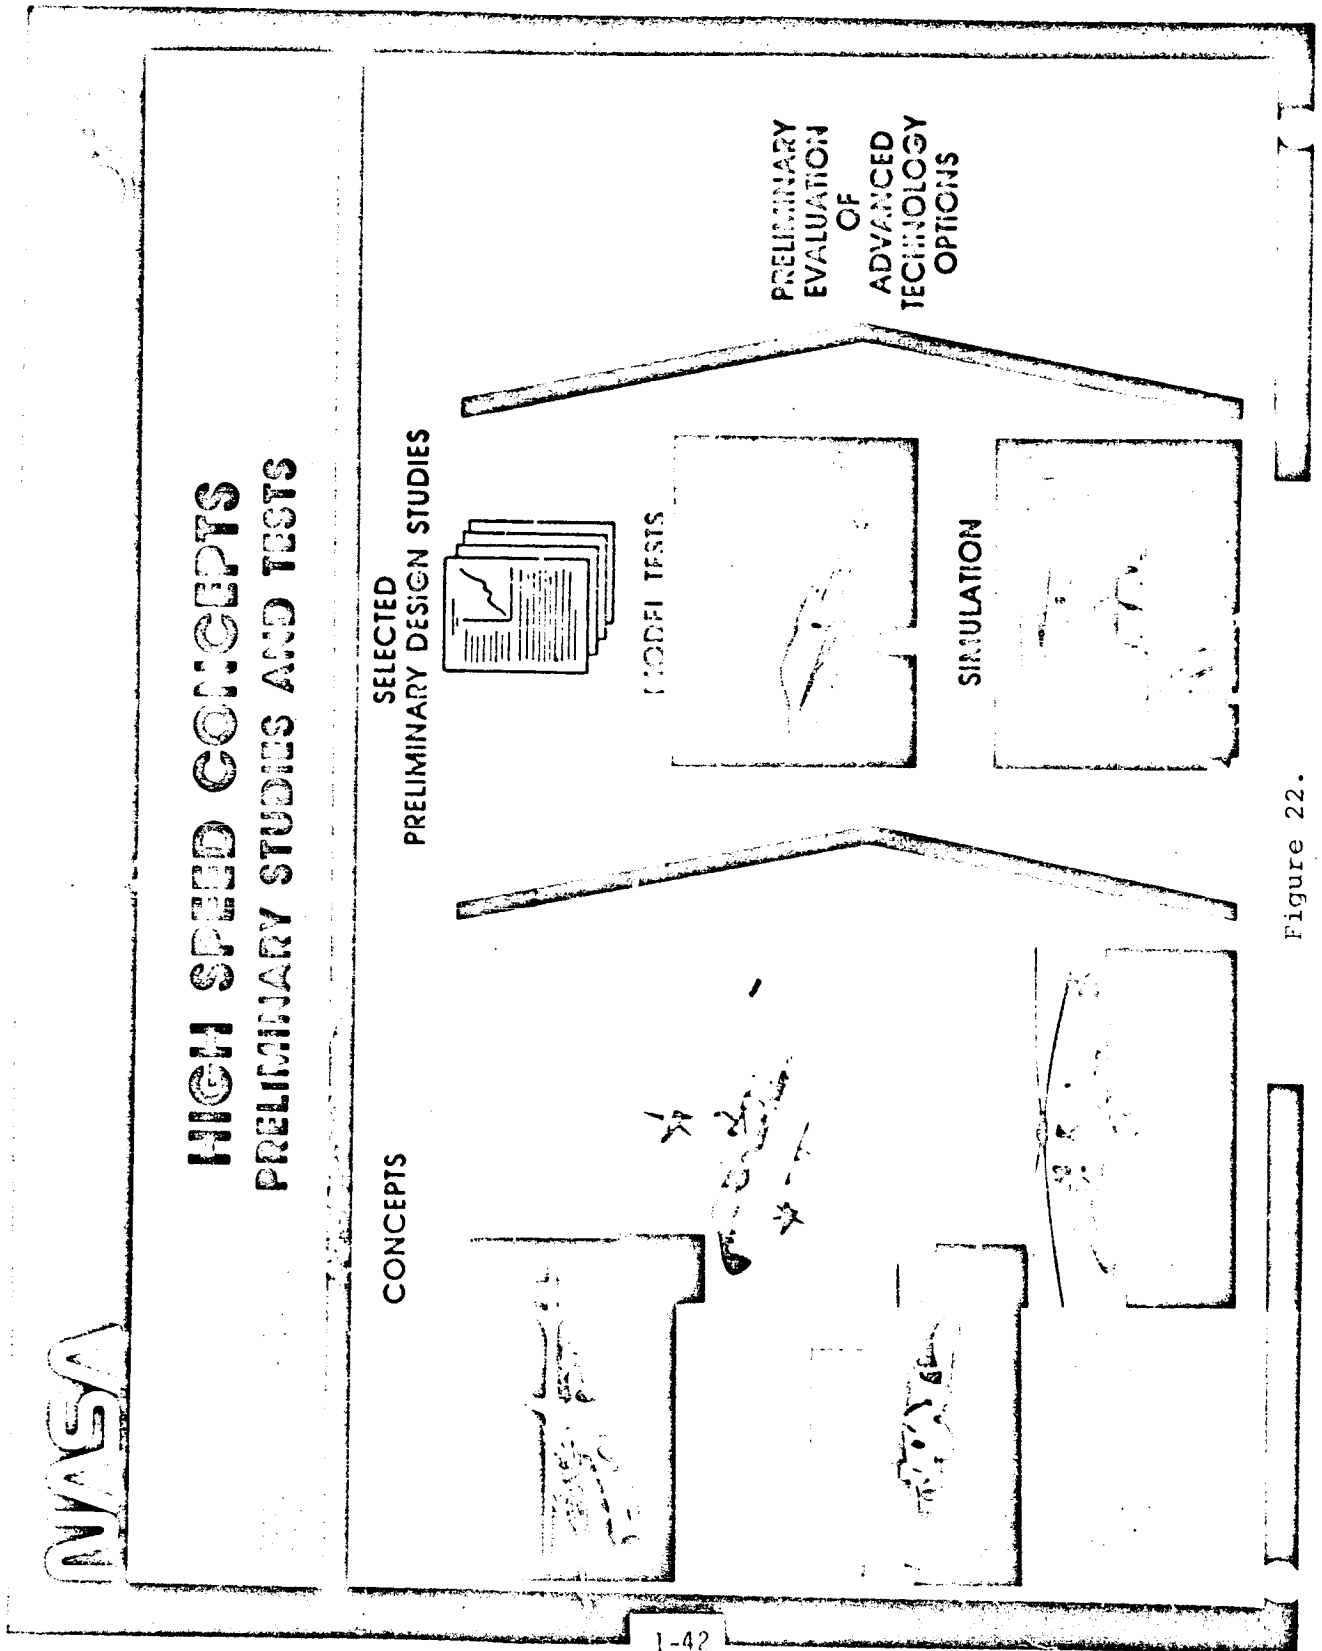 NASA
HIGH SPEED CONCEPTS
PRELIMINARY STUDIES AND TESTS
CONCEPTS
SELECTED
PRELIMINARY DESIGN STUDIES
MODEL TESTS
SIMULATION
PRELIMINARY
EVALUATION
OF
ADVANCED
TECHNOLOGY
OPTIONS
Figure 22.
1-42